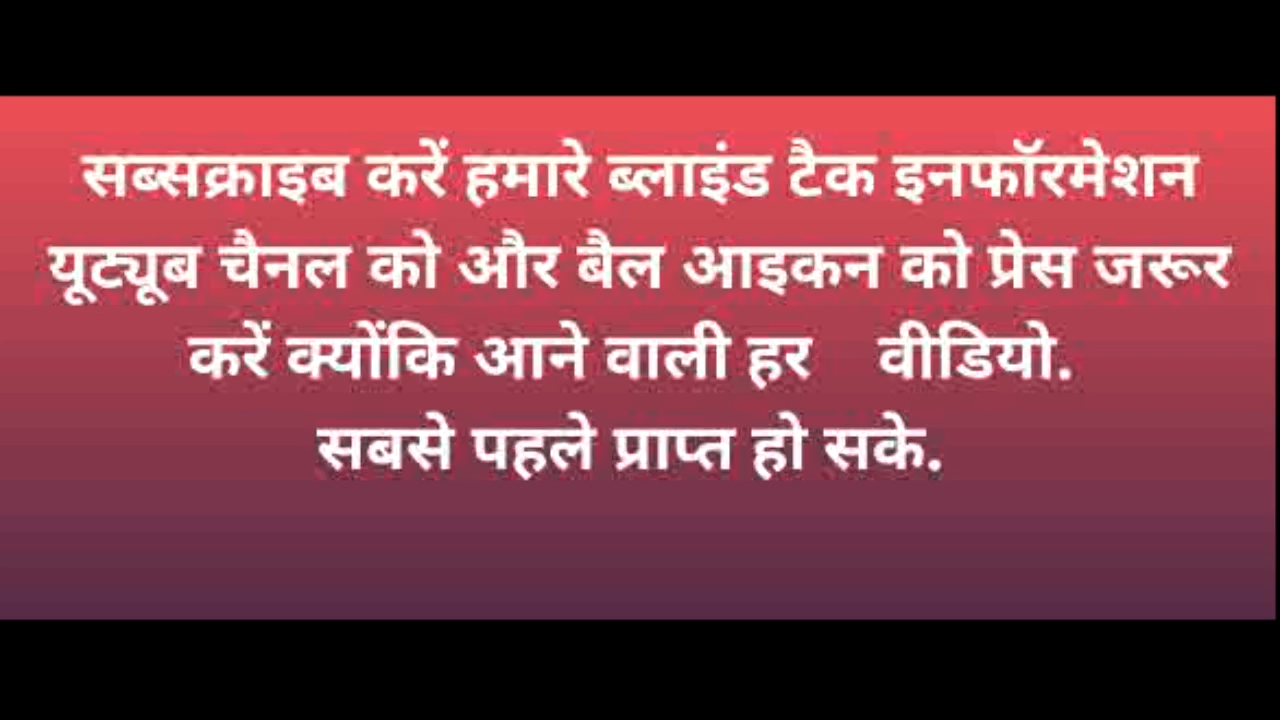 सब्सक्राइब करें हमारे ब्लाइंड टैक इनफॉरमेशन
यूट्यूब चैनल को और बैल आइकन को प्रेस जरूर
करें क्योंकि आने वाली हर वीडियो.
सबसे पहले प्राप्त हो सके.